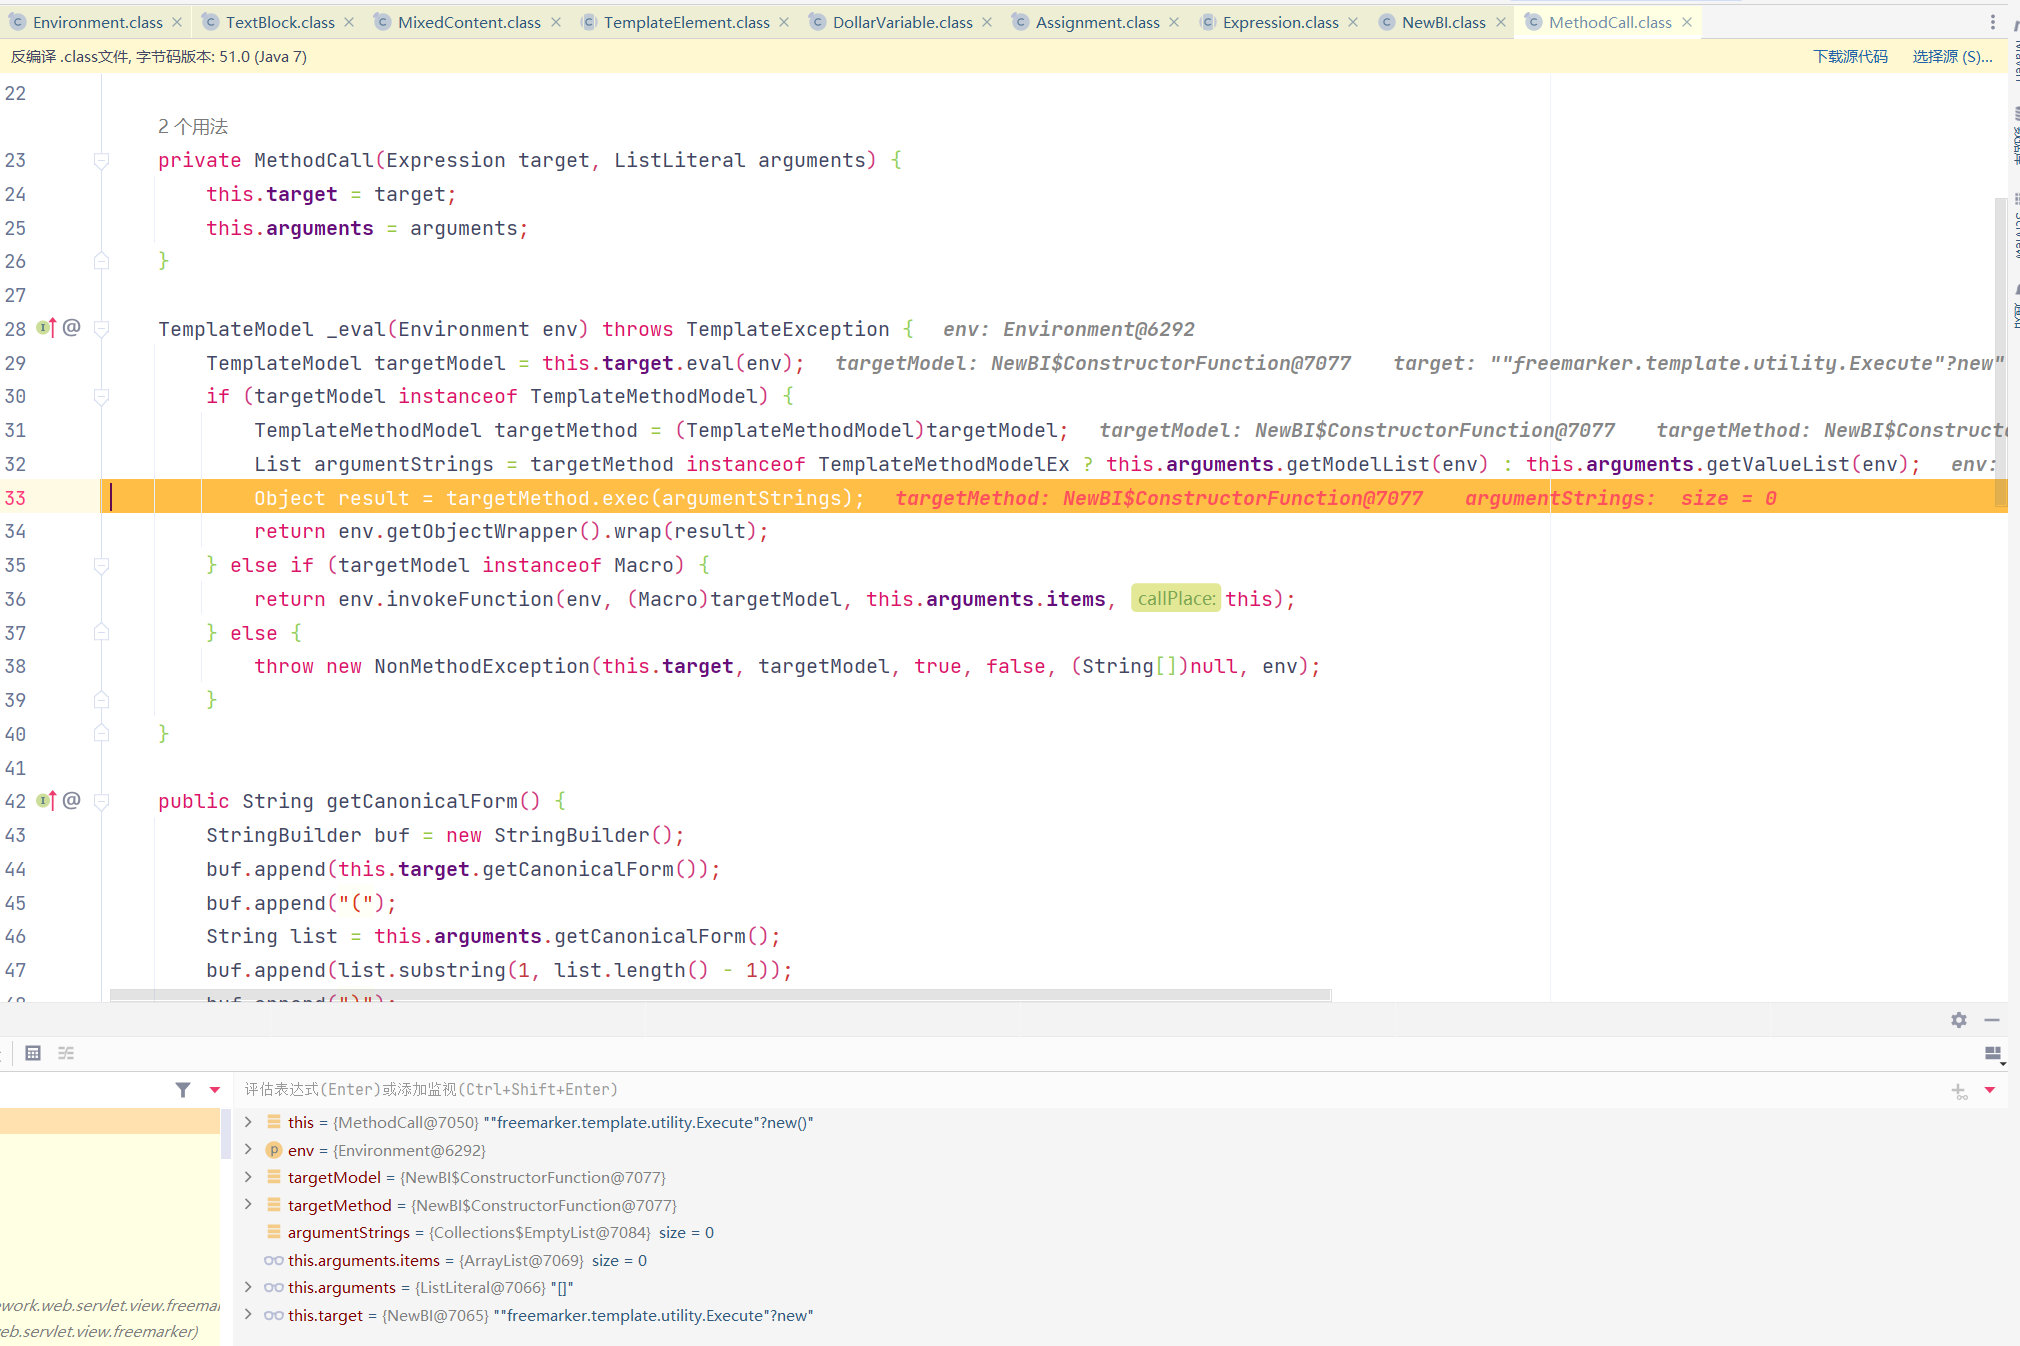 Environment.class TextBlock.class MixedContent.class TemplateElement.class DollarVariable.class Assignment.class Expression.class NewBI.class MethodCall.class
反编译 .class文件, 字节码版本: 51.0 (Java 7) 下载源代码 选择源 (S)...
22
2 个用法
23 private MethodCall(Expression target, ListLiteral arguments) {
24 this.target = target;
25 this.arguments = arguments;
26 }
27
28 TemplateModel _eval(Environment env) throws TemplateException { env: Environment@6292
29 TemplateModel targetModel = this.target.eval(env); targetModel: NewBI$ConstructorFunction@7077 target: ""freemarker.template.utility.Execute"?new"
30 if (targetModel instanceof TemplateMethodModel) {
31 TemplateMethodModel targetMethod = (TemplateMethodModel)targetModel; targetModel: NewBI$ConstructorFunction@7077 targetMethod: NewBI$Constructo
32 List argumentStrings = targetMethod instanceof TemplateMethodModelEx ? this.arguments.getModelList(env) : this.arguments.getValueList(env); env:
33 Object result = targetMethod.exec(argumentStrings); targetMethod: NewBI$ConstructorFunction@7077 argumentStrings: size = 0
34 return env.getObjectWrapper().wrap(result);
35 } else if (targetModel instanceof Macro) {
36 return env.invokeFunction(env, (Macro)targetModel, this.arguments.items, callPlace: this);
37 } else {
38 throw new NonMethodException(this.target, targetModel, true, false, (String[])null, env);
39 }
40 }
41
42 public String getCanonicalForm() {
43 StringBuilder buf = new StringBuilder();
44 buf.append(this.target.getCanonicalForm());
45 buf.append("(");
46 String list = this.arguments.getCanonicalForm();
47 buf.append(list.substring(1, list.length() - 1));
48 buf.append(")");
评估表达式(Enter)或添加监视(Ctrl+Shift+Enter)
this = {MethodCall@7050} ""freemarker.template.utility.Execute"?new()"
env = {Environment@6292}
targetModel = {NewBI$ConstructorFunction@7077}
targetMethod = {NewBI$ConstructorFunction@7077}
argumentStrings = {Collections$EmptyList@7084} size = 0
this.arguments.items = {ArrayList@7069} size = 0
this.arguments = {ListLiteral@7066} "[]"
this.target = {NewBI@7065} ""freemarker.template.utility.Execute"?new"
work.web.servlet.view.freemar
eb.servlet.view.freemarker)